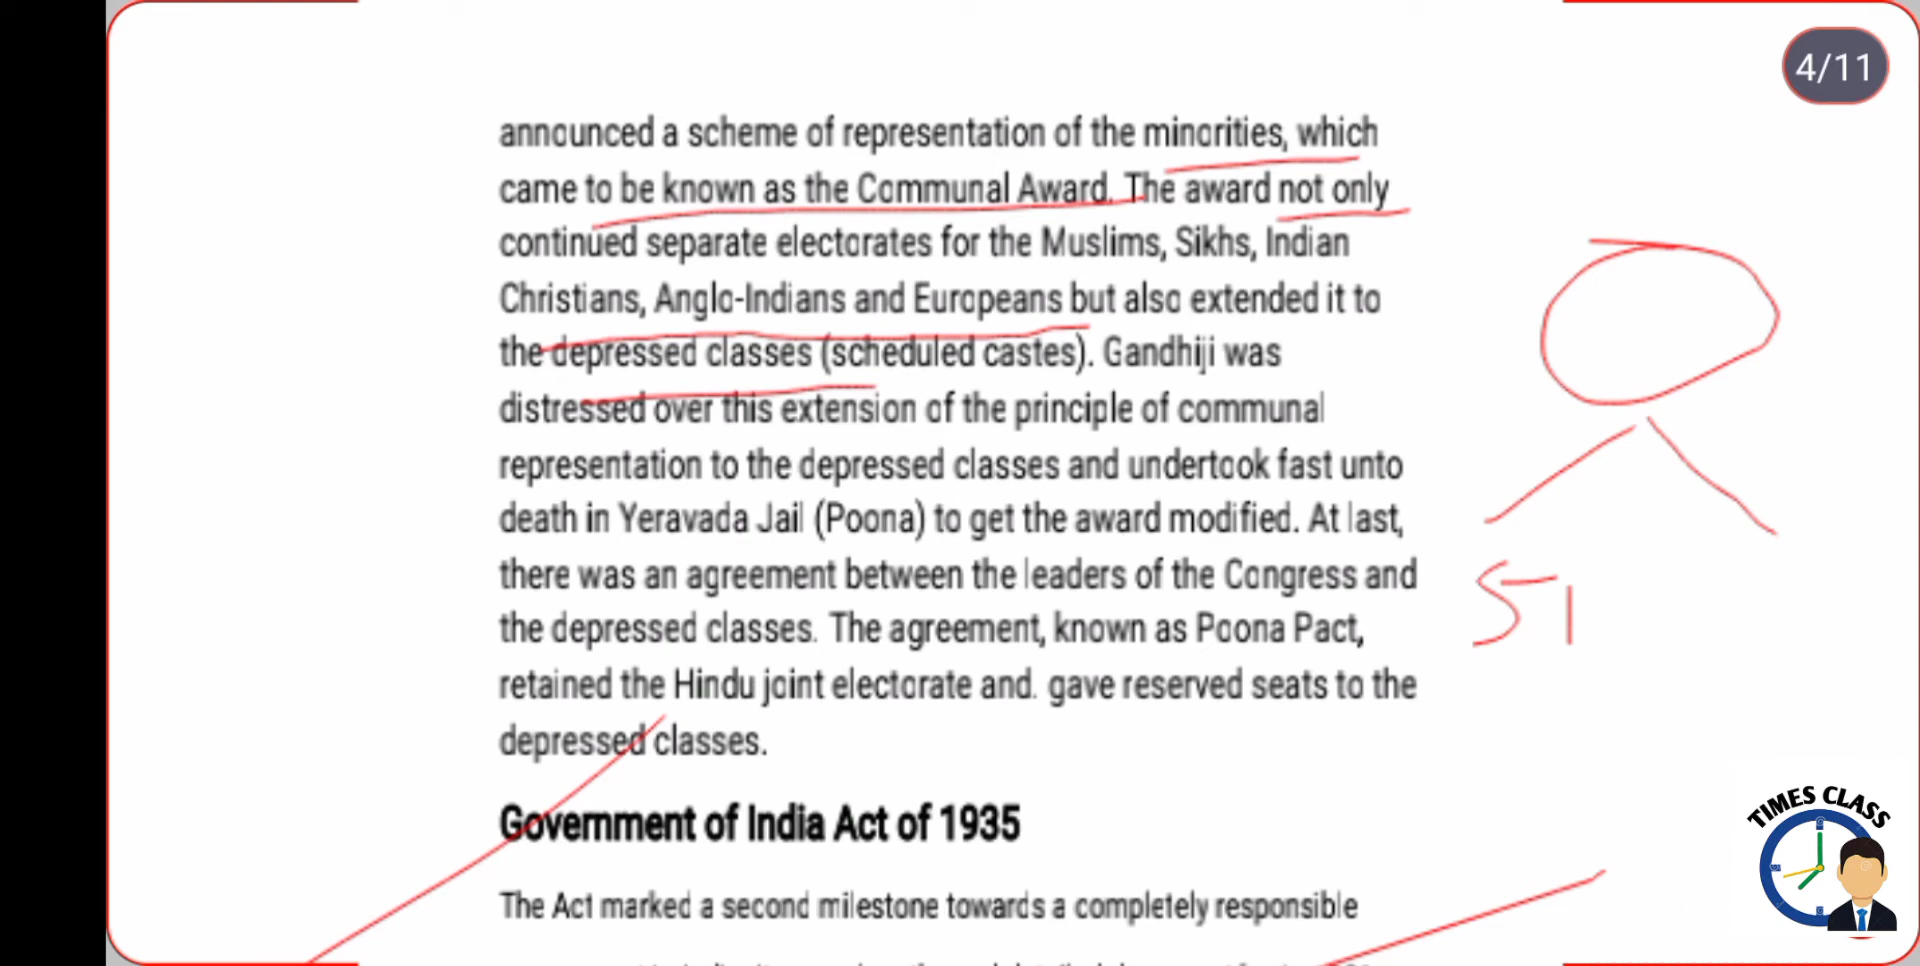 4/11
announced a scheme of representation of the minorities, which
came to be known as the Communal Award. The award not only
continued separate electorates for the Muslims, Sikhs, Indian
Christians, Anglo-Indians and Europeans but also extended it to
the depressed classes (scheduled castes). Gandhiji was
distressed over this extension of the principle of communal
representation to the depressed classes and undertook fast unto
death in Yeravada Jail (Poona) to get the award modified. At last,
there was an agreement between the leaders of the Congress and
the depressed classes. The agreement, known as Poona Pact,
retained the Hindu joint electorate and. gave reserved seats to the
depressed classes.
Government of India Act of 1935
The Act marked a second milestone towards a completely responsible
TIMES CLASS